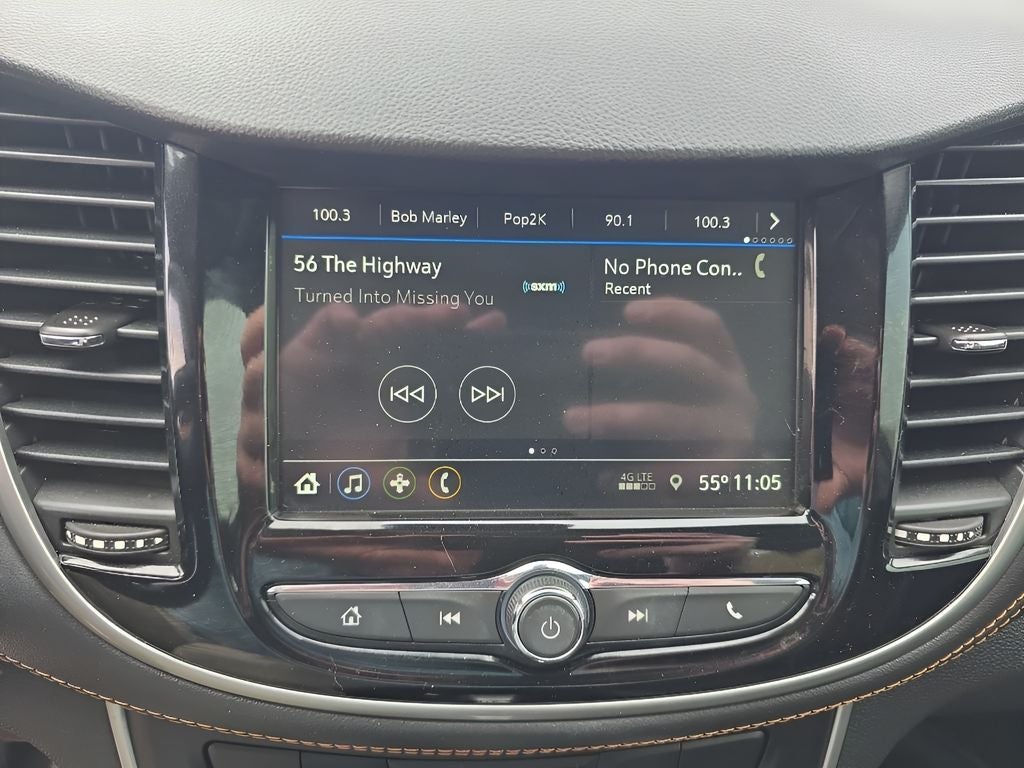 100.3 Bob Marley Pop2K 90.1 100.3
56 The Highway
Turned Into Missing You
sxm
No Phone Con..
Recent
4G LTE
55° 11:05